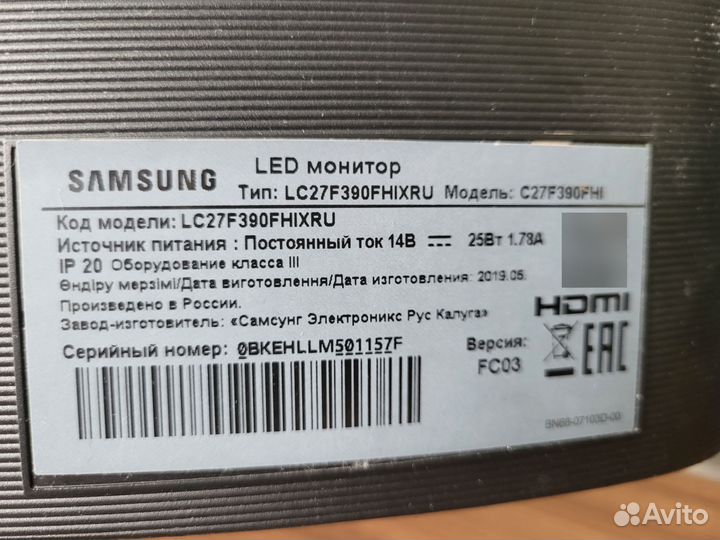 SAMSUNG
LED монитор
Тип: LC27F390FHIXRU Модель: C27F390FHI
Код модели: LC27F390FHIXRU
Источник питания : Постоянный ток 14В ⎓ 25Вт 1.78A
IP 20 Оборудование класса III
Өндіру мерзімі/Дата виготовлення/Дата изготовления: 2019.05.
Произведено в России.
Завод-изготовитель: «Самсунг Электроникс Рус Калуга»
HDMI
Серийный номер: 0BKEHLLM501157F
Версия:
FC03
EAC
BN68-07103D-00
Avito